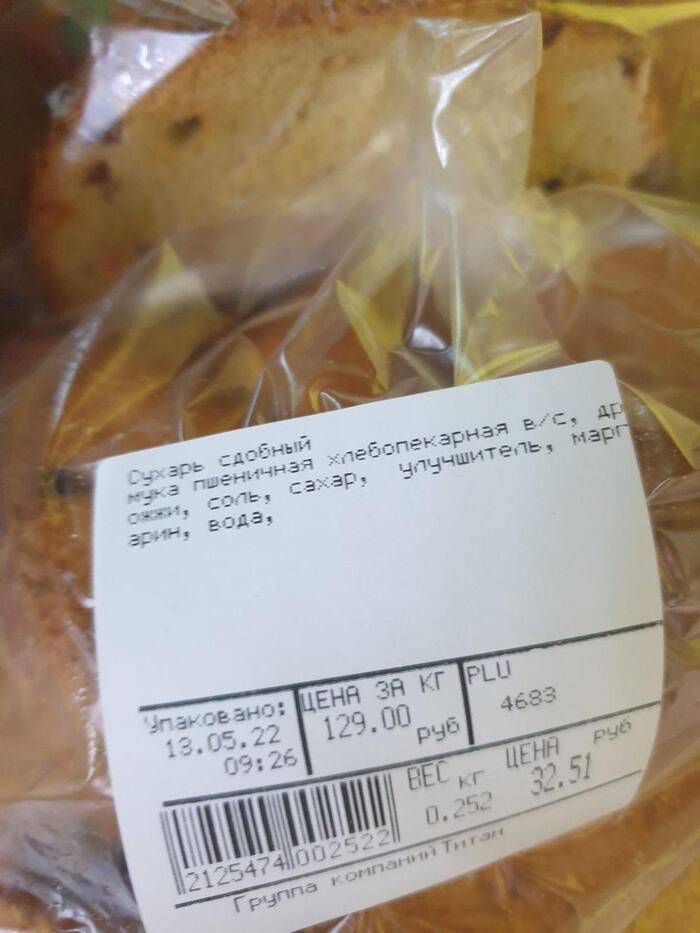 Сухарь сдобный
мука пшеничная хлебопекарная в/с, др
ожжи, соль, сахар, улучшитель, марг
арин, вода,
Упаковано:
13.05.22
09:26
ЦЕНА ЗА КГ
129.00
руб
PLU
4683
ВЕС кг
0.252
ЦЕНА руб
32.51
2125474 002522
Группа компаний Титан